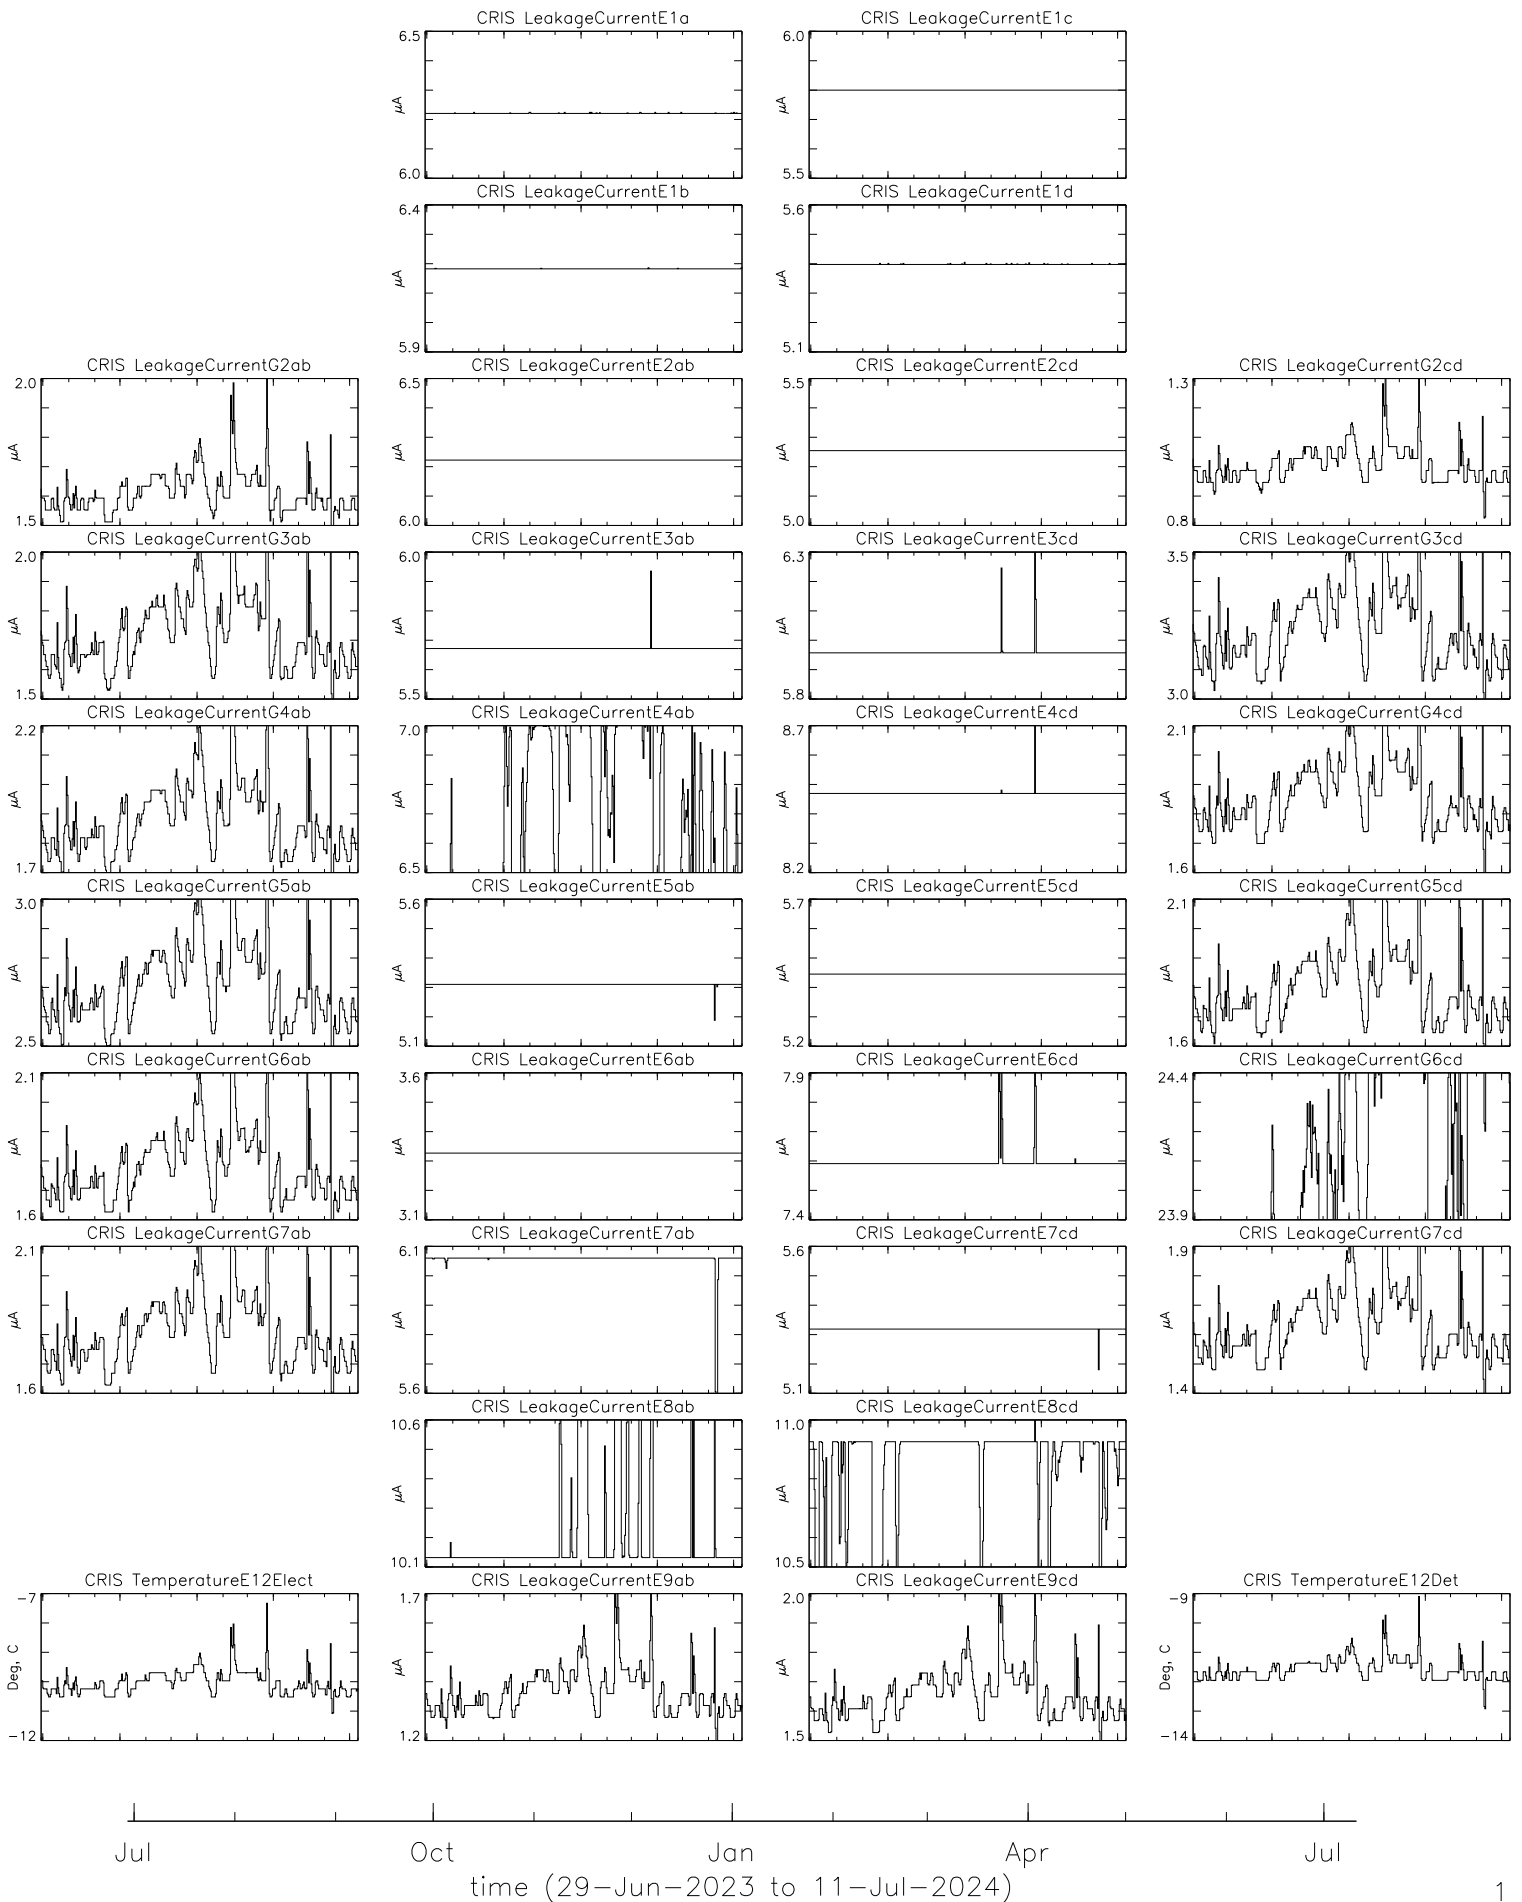 CRIS LeakageCurrentE1a
6.5
μA
6.0
CRIS LeakageCurrentE1c
6.0
μA
5.5
CRIS LeakageCurrentE1b
6.4
μA
5.9
CRIS LeakageCurrentE1d
5.6
μA
5.1
CRIS LeakageCurrentG2ab
2.0
μA
1.5
CRIS LeakageCurrentE2ab
6.5
μA
6.0
CRIS LeakageCurrentE2cd
5.5
μA
5.0
CRIS LeakageCurrentG2cd
1.3
μA
0.8
CRIS LeakageCurrentG3ab
2.0
μA
1.5
CRIS LeakageCurrentE3ab
6.0
μA
5.5
CRIS LeakageCurrentE3cd
6.3
μA
5.8
CRIS LeakageCurrentG3cd
3.5
μA
3.0
CRIS LeakageCurrentG4ab
2.2
μA
1.7
CRIS LeakageCurrentE4ab
7.0
μA
6.5
CRIS LeakageCurrentE4cd
8.7
μA
8.2
CRIS LeakageCurrentG4cd
2.1
μA
1.6
CRIS LeakageCurrentG5ab
3.0
μA
2.5
CRIS LeakageCurrentE5ab
5.6
μA
5.1
CRIS LeakageCurrentE5cd
5.7
μA
5.2
CRIS LeakageCurrentG5cd
2.1
μA
1.6
CRIS LeakageCurrentG6ab
2.1
μA
1.6
CRIS LeakageCurrentE6ab
3.6
μA
3.1
CRIS LeakageCurrentE6cd
7.9
μA
7.4
CRIS LeakageCurrentG6cd
24.4
μA
23.9
CRIS LeakageCurrentG7ab
2.1
μA
1.6
CRIS LeakageCurrentE7ab
6.1
μA
5.6
CRIS LeakageCurrentE7cd
5.6
μA
5.1
CRIS LeakageCurrentG7cd
1.9
μA
1.4
CRIS LeakageCurrentE8ab
10.6
μA
10.1
CRIS LeakageCurrentE8cd
11.0
μA
10.5
CRIS TemperatureE12Elect
−7
Deg, C
−12
CRIS LeakageCurrentE9ab
1.7
μA
1.2
CRIS LeakageCurrentE9cd
2.0
μA
1.5
CRIS TemperatureE12Det
−9
Deg, C
−14
Jul Oct Jan Apr Jul
time (29−Jun−2023 to 11−Jul−2024)
1